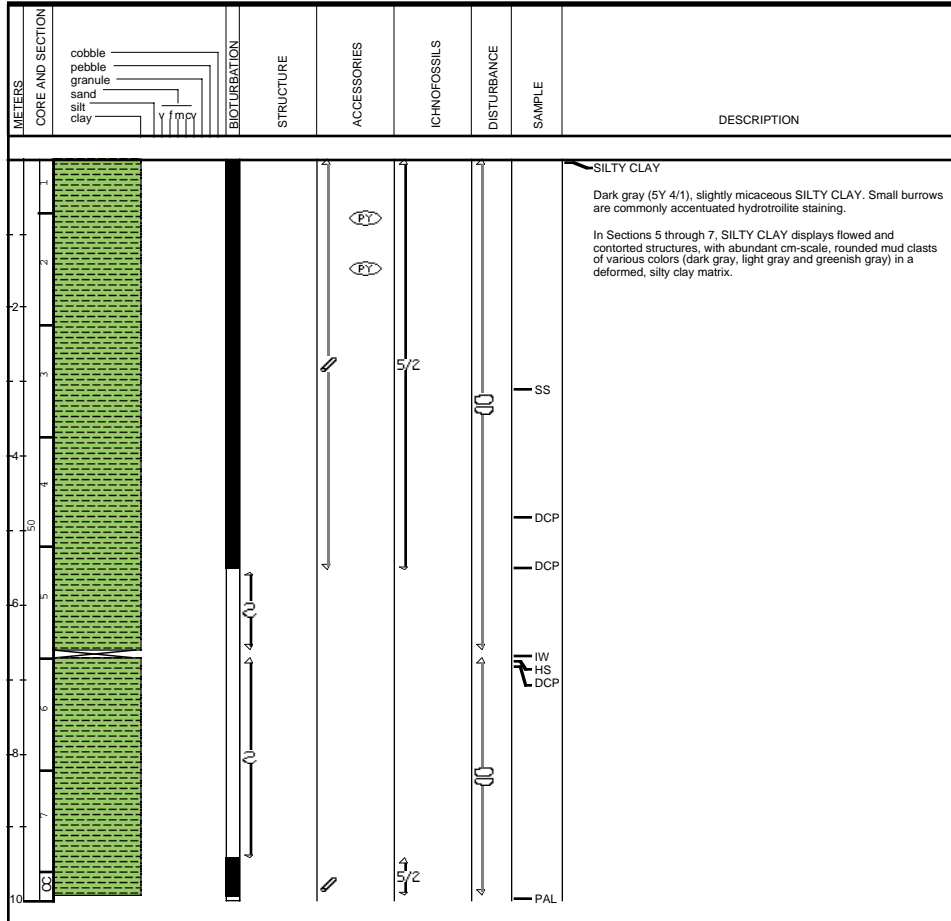 METERS
CORE AND SECTION
cobble
pebble
granule
sand
silt
clay
v f m c v
BIOTURBATION
STRUCTURE
ACCESSORIES
ICHNOFOSSILS
DISTURBANCE
SAMPLE
DESCRIPTION
1
2
3
4
5
6
7
CC
50
2
4
6
8
10
PY
PY
5/2
5/2
SS
DCP
DCP
IW
HS
DCP
PAL
SILTY CLAY
Dark gray (5Y 4/1), slightly micaceous SILTY CLAY. Small burrows
are commonly accentuated hydrotroilite staining.
In Sections 5 through 7, SILTY CLAY displays flowed and
contorted structures, with abundant cm-scale, rounded mud clasts
of various colors (dark gray, light gray and greenish gray) in a
deformed, silty clay matrix.